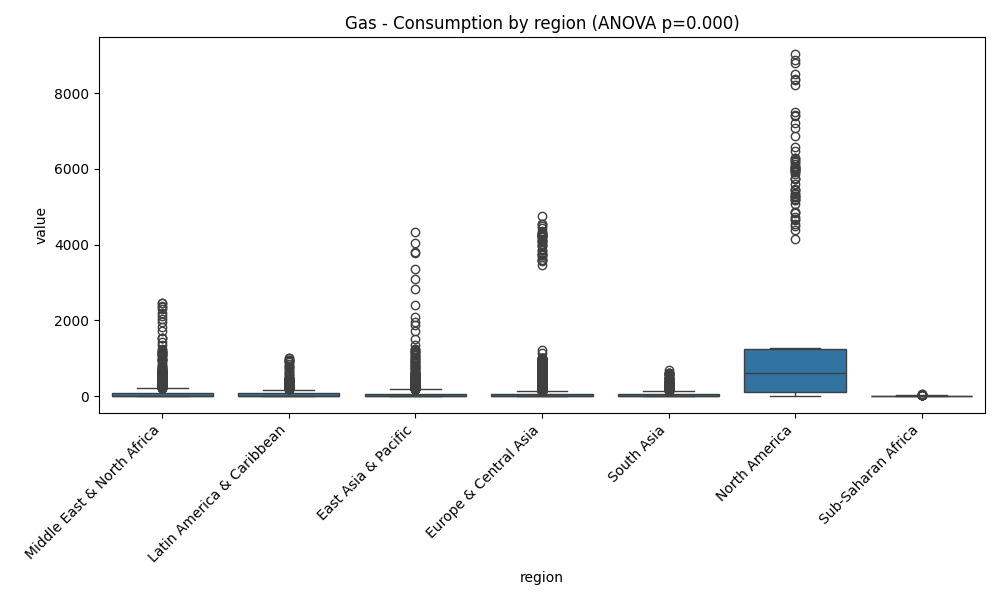 Gas - Consumption by region (ANOVA p=0.000)
value
8000
6000
4000
2000
0
Middle East & North Africa
Latin America & Caribbean
East Asia & Pacific
Europe & Central Asia
South Asia
North America
Sub-Saharan Africa
region